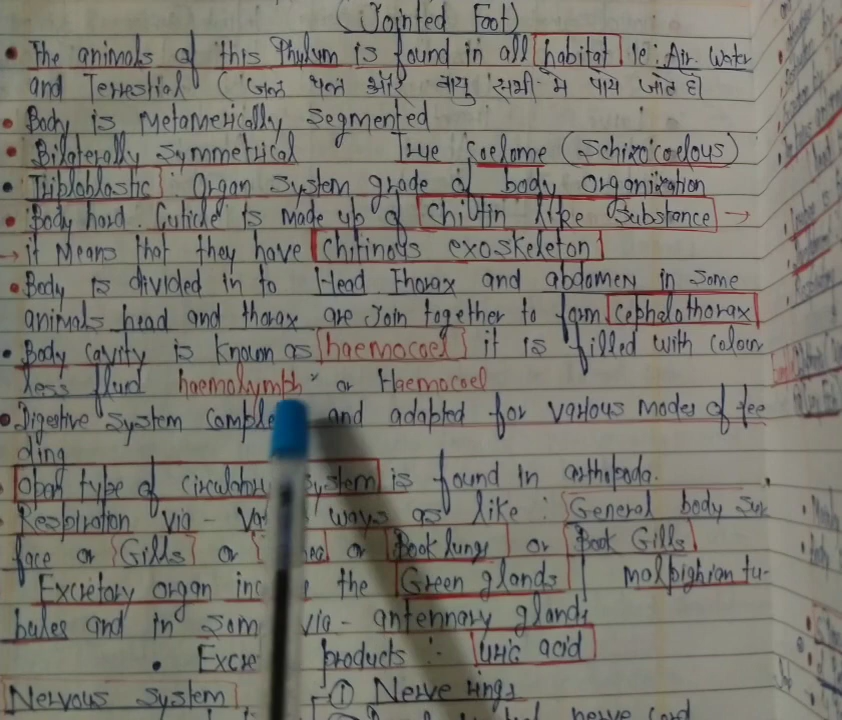 (Jointed Foot)
• The animals of this Phylum is found in all habitat ie: Air. Water
and Terrestial ( जल थल और वायु सभी में पाये जाते है।
• Body is Metamerically segmented
• Bilaterally Symmetrical True Coelome (Schizocoelous)
• Tribloblastic: Organ system grade of body organization
• Body hard. Cuticle is made up of Chiltin like Substance →
→ it Means that they have chitinoys exoskeleton
• Body is divided in to Head Thorax and abdomen in some
animals head and thorax are Join together to form Cephalothorax
• Body cavity is known as haemocoel it is filled with colour
less fluid haemolymph or Haemocoel
• Digestive System and adapted for various modes of fee
ding
Open type of system is found in arthopoda.
Respiration via - ways as like: General body sur
face or Gills or or Book lungs or Book Gills
Excretory organ the Green glands malpighian tu-
bules and in via - antennary glands
• products :- uric acid
Nervous System ① Nerve rings
nerve cord